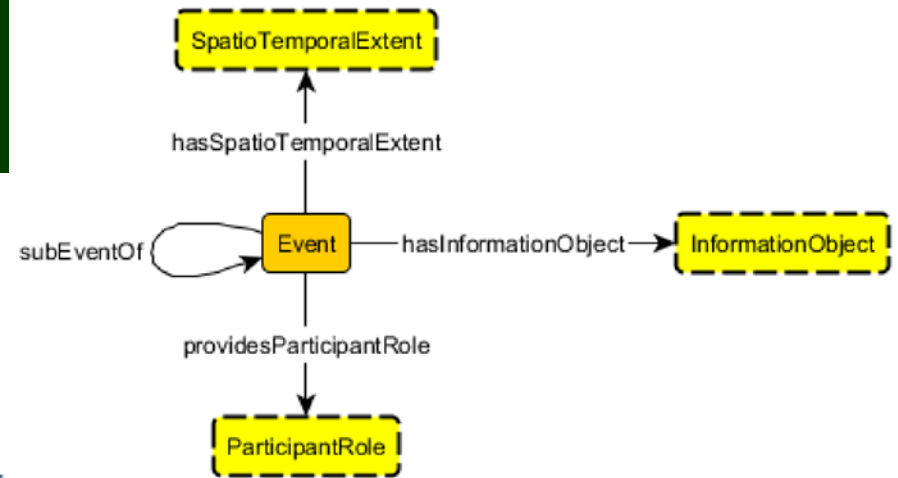 SpatioTemporalExtent
hasSpatioTemporalExtent
subEventOf
Event
hasInformationObject
InformationObject
providesParticipantRole
ParticipantRole